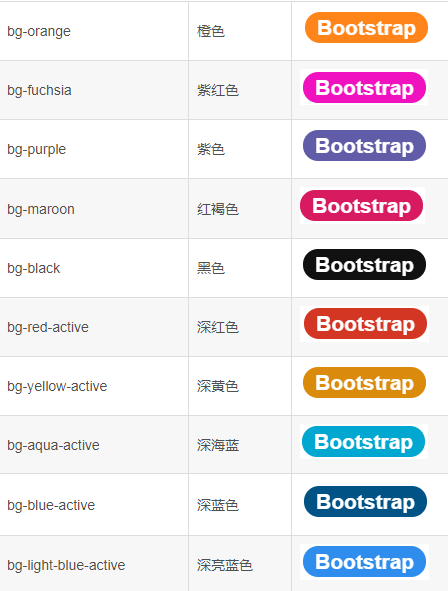 bg-orange 橙色 Bootstrap
bg-fuchsia 紫红色 Bootstrap
bg-purple 紫色 Bootstrap
bg-maroon 红褐色 Bootstrap
bg-black 黑色 Bootstrap
bg-red-active 深红色 Bootstrap
bg-yellow-active 深黄色 Bootstrap
bg-aqua-active 深海蓝 Bootstrap
bg-blue-active 深蓝色 Bootstrap
bg-light-blue-active 深亮蓝色 Bootstrap